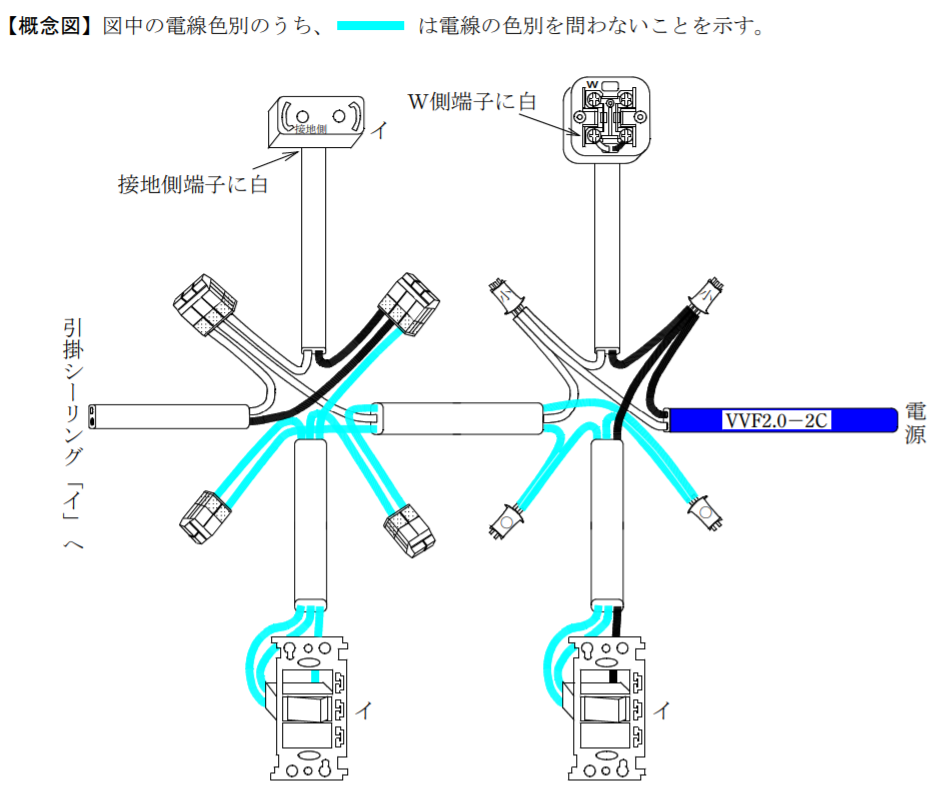 【概念図】図中の電線色別のうち、 は電線の色別を問わないことを示す。
W
W側端子に白
接地側
イ
接地側端子に白
小
小
引掛シーリング「イ」へ
VVF2.0−2C
電源
○
○
イ
イ